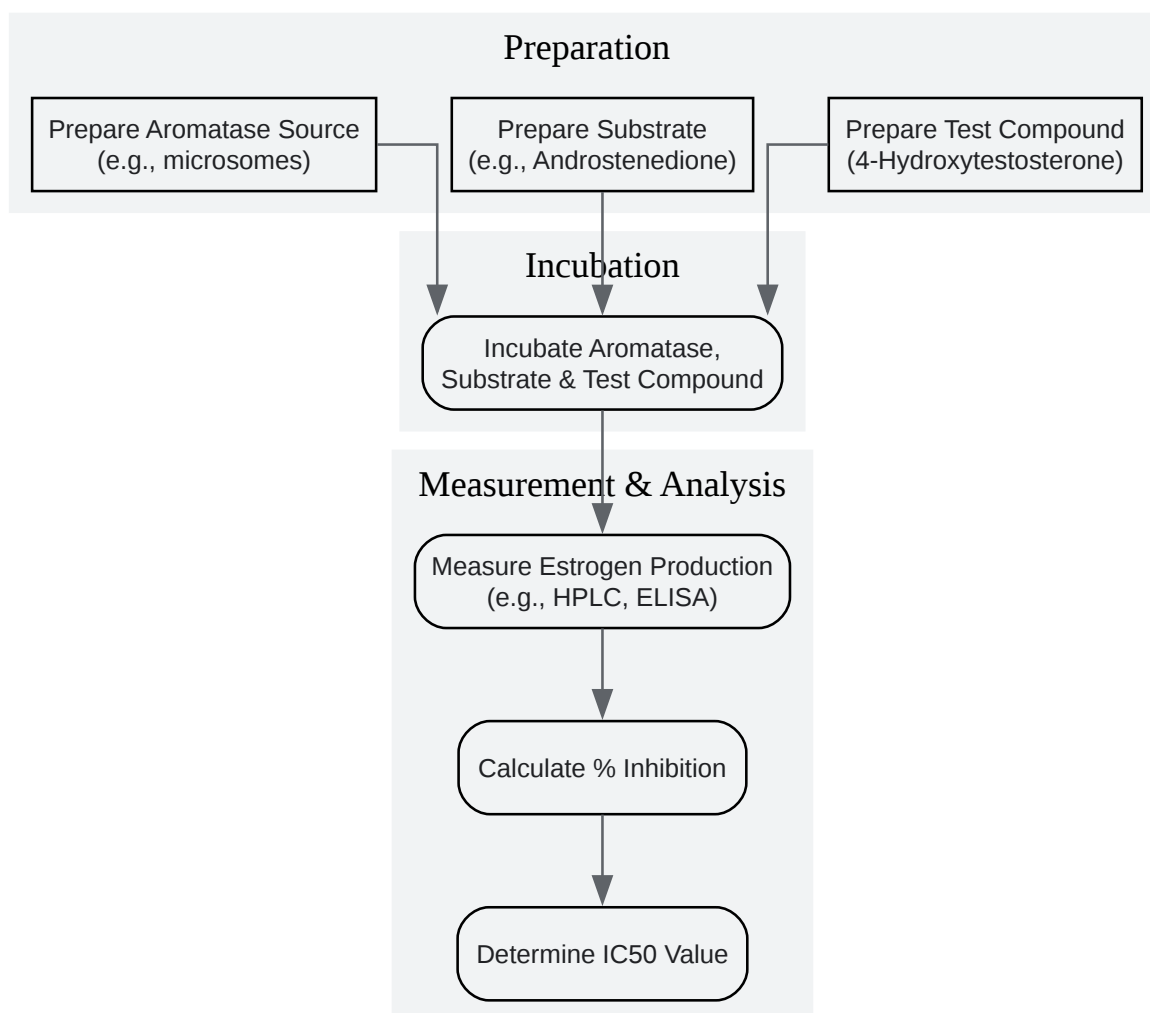 Preparation
Prepare Aromatase Source
(e.g., microsomes)
Prepare Substrate
(e.g., Androstenedione)
Prepare Test Compound
(4-Hydroxytestosterone)
Incubation
Incubate Aromatase,
Substrate & Test Compound
Measurement & Analysis
Measure Estrogen Production
(e.g., HPLC, ELISA)
Calculate % Inhibition
Determine IC50 Value